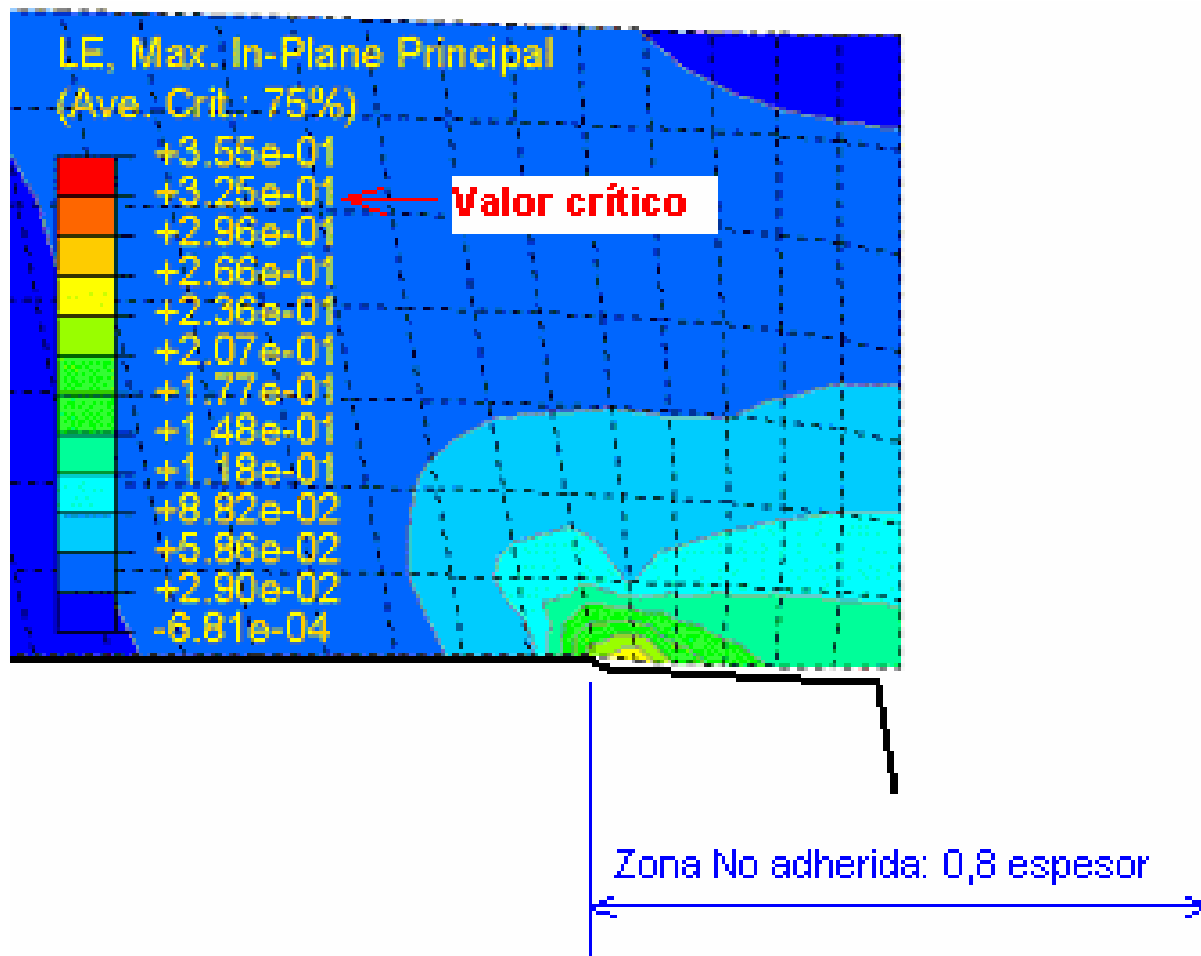 LE, Max. In-Plane Principal
(Ave. Crit.: 75%)
+3.55e-01
+3.25e-01
Valor crítico
+2.96e-01
+2.66e-01
+2.36e-01
+2.07e-01
+1.77e-01
+1.48e-01
+1.18e-01
+8.82e-02
+5.86e-02
+2.90e-02
-6.81e-04
Zona No adherida: 0,8 espesor